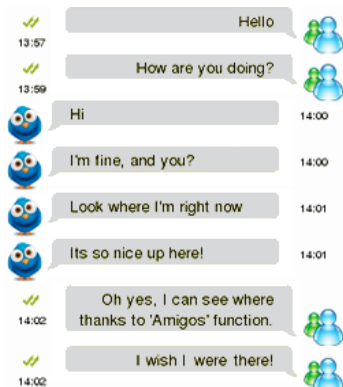 Hello
13:57
How are you doing?
13:59
Hi
14:00
I'm fine, and you?
14:00
Look where I'm right now
14:01
Its so nice up here!
14:01
Oh yes, I can see where
thanks to 'Amigos' function.
14:02
I wish I were there!
14:02